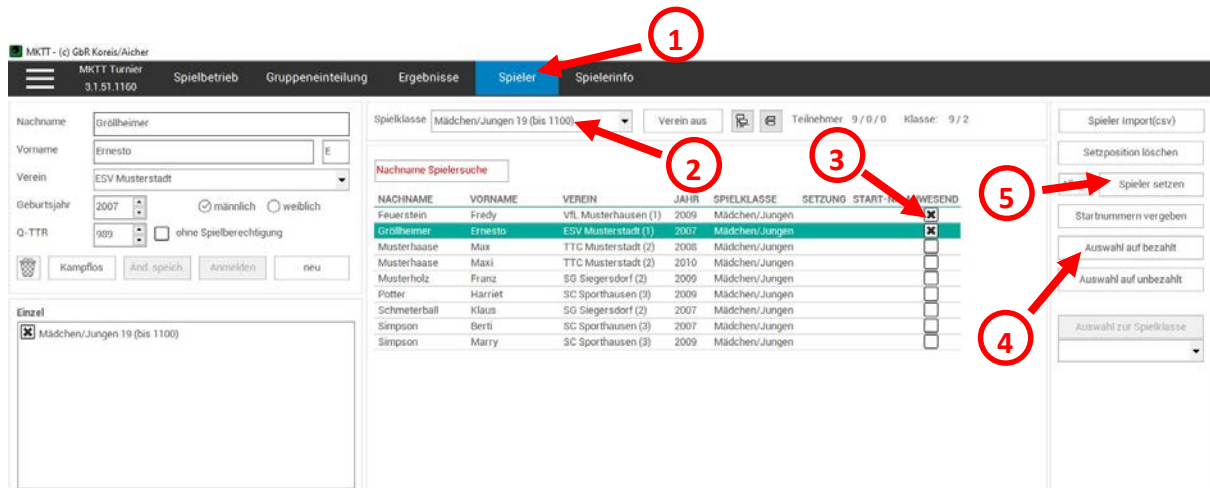 1
MKTT - (c) GbR Koreis/Aicher
MKTT Turnier
3.1.51.1160
Spielbetrieb Gruppeneinteilung Ergebnisse Spieler Spielerinfo
Nachname Gröllheimer
Vorname Ernesto E
Verein ESV Musterstadt
Geburtsjahr 2007 männlich weiblich
Q-TTR 989 ohne Spielberechtigung
Kampflos Änd. speich Anmelden neu
Einzel
Mädchen/Jungen 19 (bis 1100)
Spielklasse Mädchen/Jungen 19 (bis 1100) Verein aus Teilnehmer 9/0/0 Klasse: 9/2
2
3
Nachname Spielersuche
NACHNAME VORNAME VEREIN JAHR SPIELKLASSE SETZUNG
Feuerstein Fredy VfL Musterhausen (1) 2009 Mädchen/Jungen
Gröllheimer Ernesto ESV Musterstadt (1) 2007 Mädchen/Jungen
Musterhaase Max TTC Musterstadt (2) 2008 Mädchen/Jungen
Musterhaase Maxi TTC Musterstadt (2) 2010 Mädchen/Jungen
Musterholz Franz SG Siegersdorf (2) 2009 Mädchen/Jungen
Potter Harriet SC Sporthausen (3) 2009 Mädchen/Jungen
Schmeterball Klaus SG Siegersdorf (2) 2007 Mädchen/Jungen
Simpson Berti SC Sporthausen (3) 2007 Mädchen/Jungen
Simpson Marry SC Sporthausen (3) 2009 Mädchen/Jungen
Spieler Import(csv)
Setzposition löschen
5
Spieler setzen
Startnummern vergeben
Auswahl auf bezahlt
Auswahl auf unbezahlt
4
Auswahl zur Spielklasse